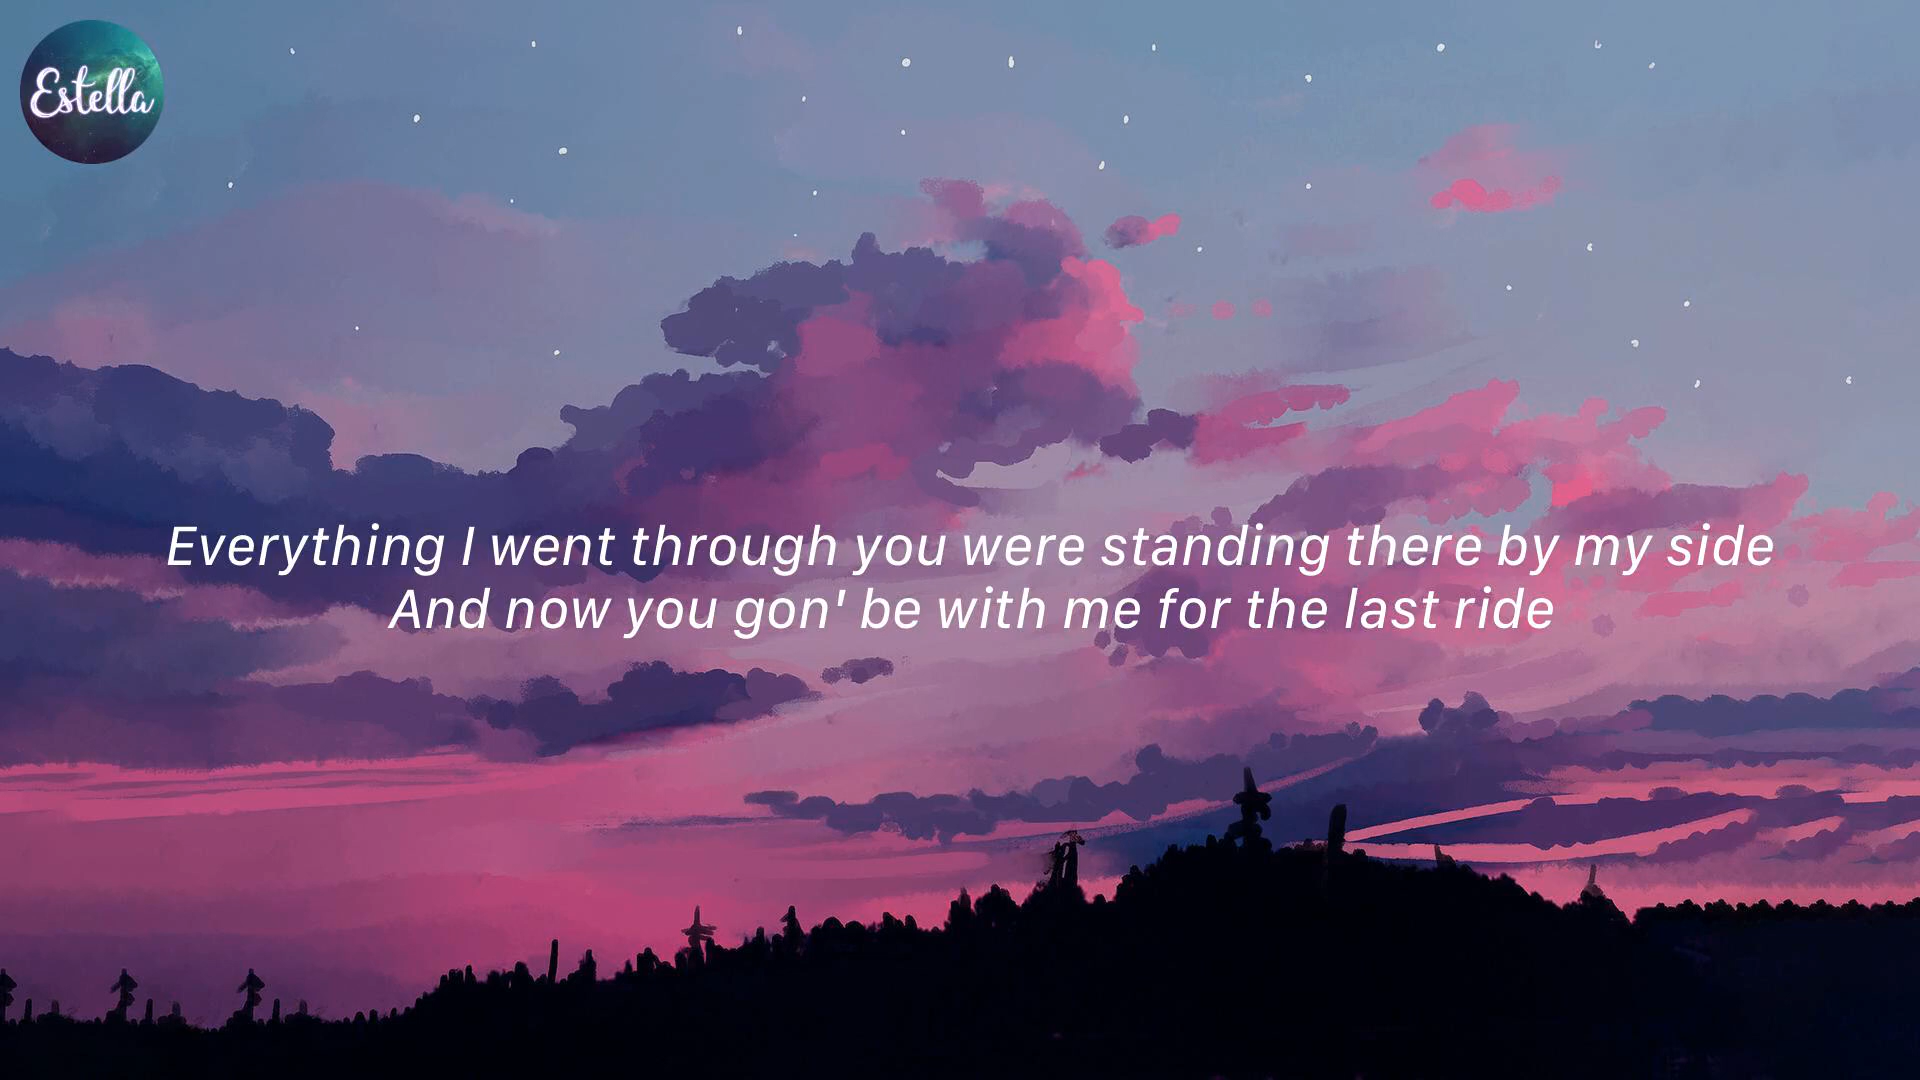 Estella
Everything I went through you were standing there by my side
And now you gon' be with me for the last ride